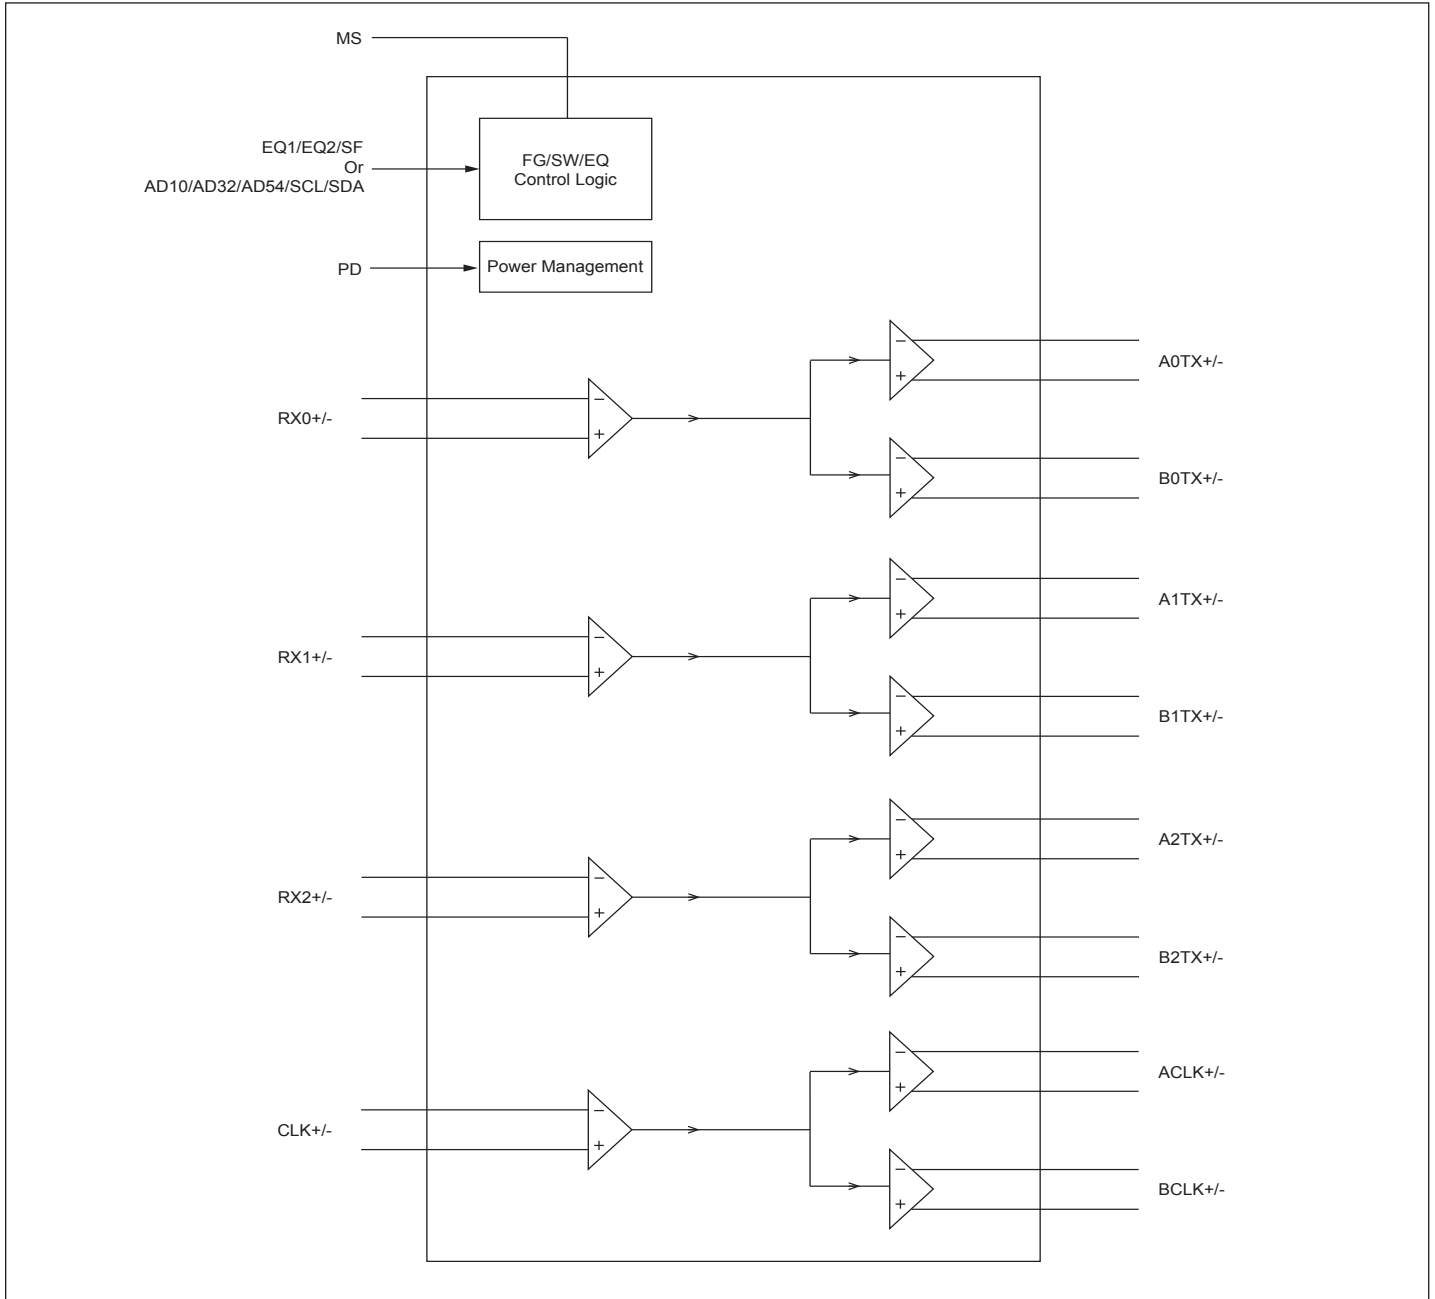 MS
EQ1/EQ2/SF
Or
AD10/AD32/AD54/SCL/SDA
FG/SW/EQ
Control Logic
PD
Power Management
RX0+/-
−
+
−
+
A0TX+/-
−
+
B0TX+/-
RX1+/-
−
+
−
+
A1TX+/-
−
+
B1TX+/-
RX2+/-
−
+
−
+
A2TX+/-
−
+
B2TX+/-
CLK+/-
−
+
−
+
ACLK+/-
−
+
BCLK+/-